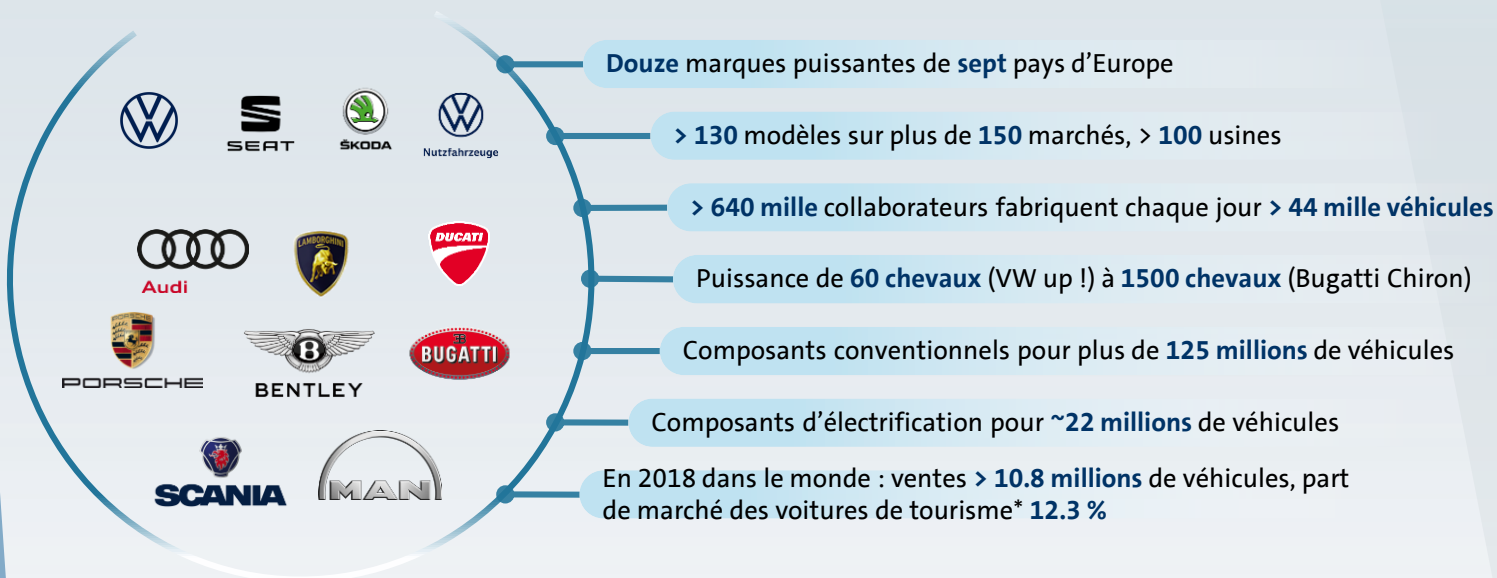 SEAT
ŠKODA
Nutzfahrzeuge
Audi
LAMBORGHINI
DUCATI
PORSCHE
PORSCHE
B
BENTLEY
BUGATTI
SCANIA
MAN
Douze marques puissantes de sept pays d’Europe
> 130 modèles sur plus de 150 marchés, > 100 usines
> 640 mille collaborateurs fabriquent chaque jour > 44 mille véhicules
Puissance de 60 chevaux (VW up !) à 1500 chevaux (Bugatti Chiron)
Composants conventionnels pour plus de 125 millions de véhicules
Composants d’électrification pour ~22 millions de véhicules
En 2018 dans le monde : ventes > 10.8 millions de véhicules, part
de marché des voitures de tourisme* 12.3 %